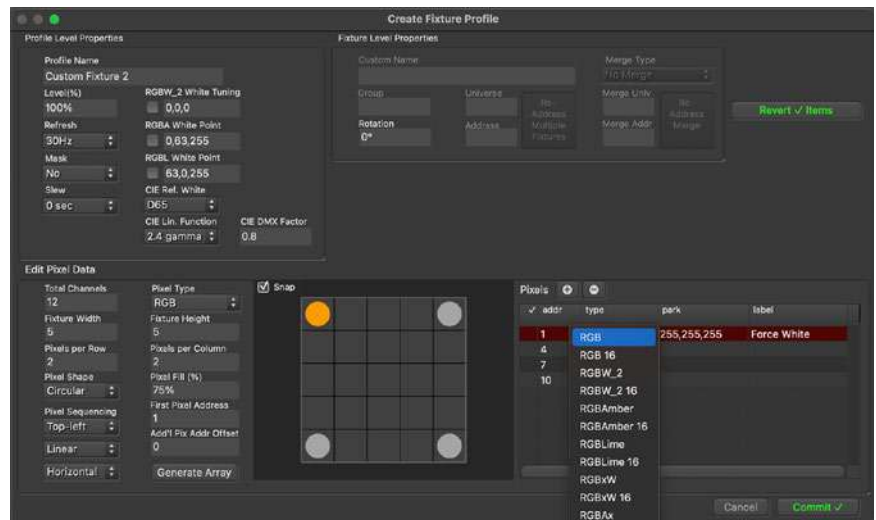 Create Fixture Profile
Profile Level Properties
Profile Name
Custom Fixture 2
Level(%)
100%
Refresh
30Hz
Mask
No
Slew
0 sec
RGBW_2 White Tuning
0,0,0
RGBA White Point
0,63,255
RGBL White Point
63,0,255
CIE Ref. White
D65
CIE Lin. Function
2.4 gamma
CIE DMX Factor
0.8
Fixture Level Properties
Custom Name
Group
Universe
Rotation
0°
Address
Re-
Address
Multiple
Fixtures
Merge Type
No Merge
Merge Univ
Merge Addr
Re-
Address
Merge
Revert ✓ Items
Edit Pixel Data
Total Channels
12
Fixture Width
5
Pixels per Row
2
Pixel Shape
Circular
Pixel Sequencing
Top-left
Linear
Horizontal
Pixel Type
RGB
Fixture Height
5
Pixels per Column
2
Pixel Fill (%)
75%
First Pixel Address
1
Add'l Pix Addr Offset
0
Generate Array
Snap
Pixels
✓ addr type park label
1 RGB 255,255,255 Force White
4
7
10
RGB 16
RGBW_2
RGBW_2 16
RGBAmber
RGBAmber 16
RGBLime
RGBLime 16
RGBxW
RGBxW 16
RGBAx
Cancel
Commit ✓